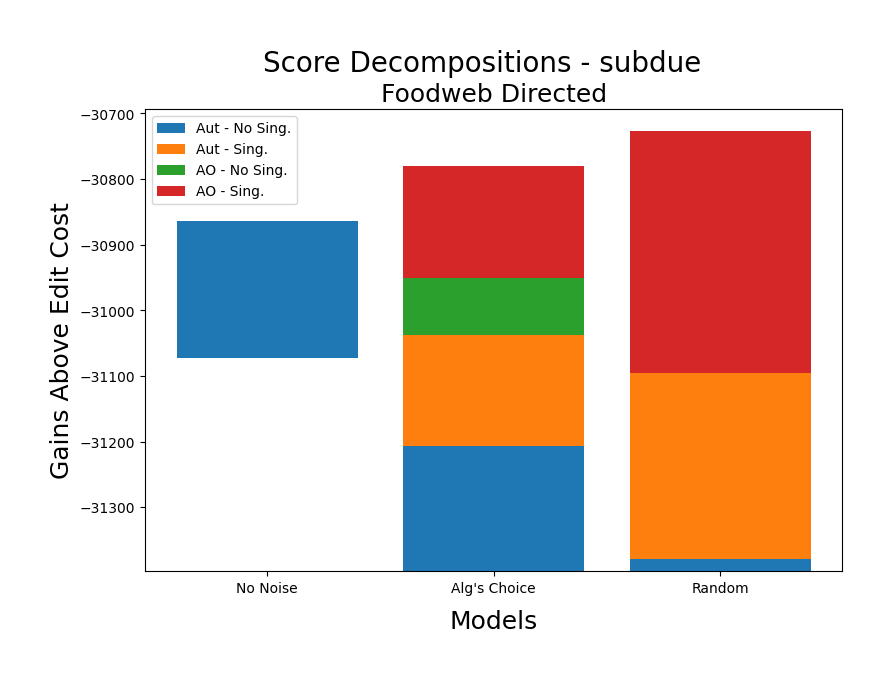 Score Decompositions - subdue
Foodweb Directed
Gains Above Edit Cost
−30700
−30800
−30900
−31000
−31100
−31200
−31300
Aut - No Sing.
Aut - Sing.
AO - No Sing.
AO - Sing.
No Noise
Alg's Choice
Random
Models